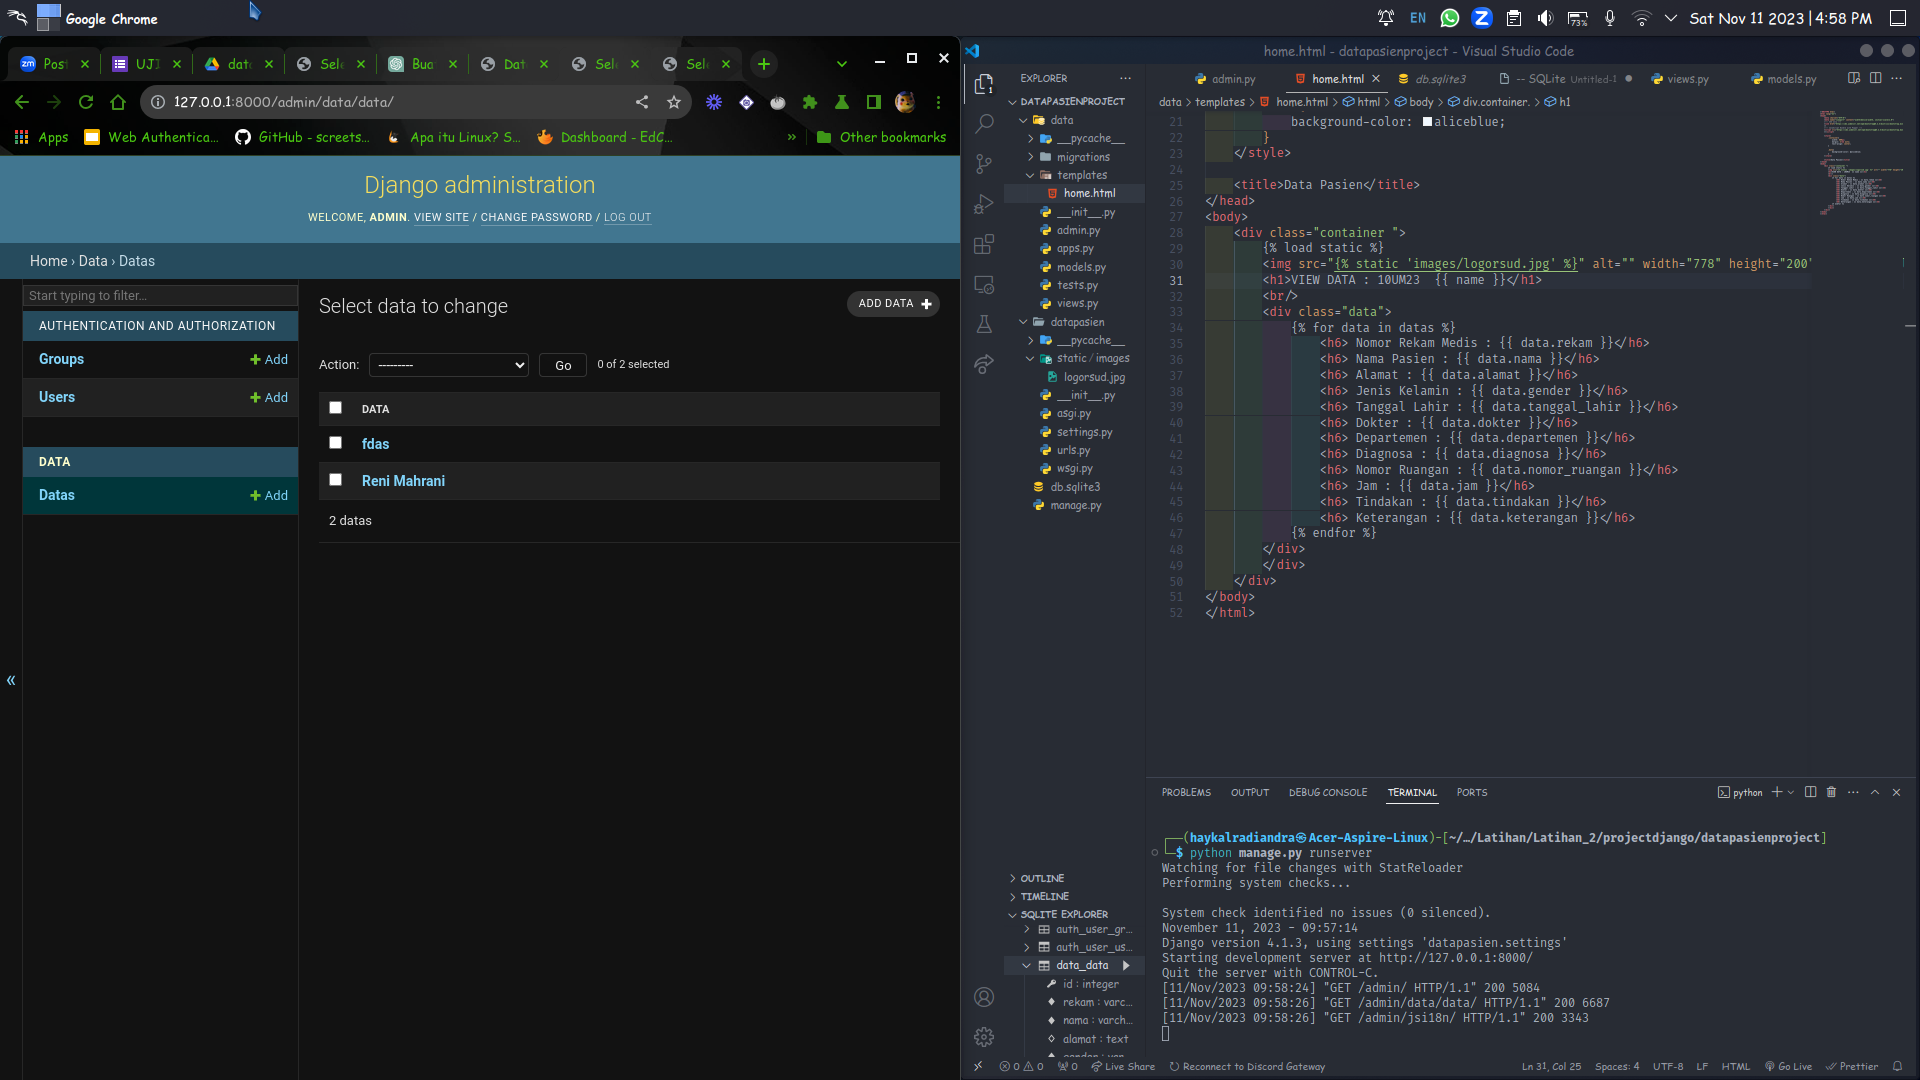 Google Chrome
EN
73%
Sat Nov 11 2023 | 4:58 PM
zm Post
UJI
data
Sele
Bua
Dat
Sel
Sel
127.0.0.1:8000/admin/data/data/
Apps
Web Authentica...
GitHub - screets...
Apa itu Linux? S...
Dashboard - EdC...
»
Other bookmarks
Django administration
WELCOME, ADMIN. VIEW SITE / CHANGE PASSWORD / LOG OUT
Home › Data › Datas
Start typing to filter...
AUTHENTICATION AND AUTHORIZATION
Groups
+ Add
Users
+ Add
DATA
Datas
+ Add
«
Select data to change
ADD DATA +
Action:
---------
Go
0 of 2 selected
DATA
fdas
Reni Mahrani
2 datas
home.html - datapasienproject - Visual Studio Code
EXPLORER
DATAPASIENPROJECT
data
__pycache__
migrations
templates
home.html
__init__.py
admin.py
apps.py
models.py
tests.py
views.py
datapasien
__pycache__
static / images
logorsud.jpg
__init__.py
asgi.py
settings.py
urls.py
wsgi.py
db.sqlite3
manage.py
OUTLINE
TIMELINE
SQLITE EXPLORER
auth_user_gr...
auth_user_us...
data_data
id : integer
rekam : varc...
nama : varch...
alamat : text
admin.py
home.html
db.sqlite3
-- SQLite Untitled-1
views.py
models.py
data > templates > home.html > html > body > div.container. > h1
21 background-color: aliceblue;
22 }
23 </style>
24
25 <title>Data Pasien</title>
26 </head>
27 <body>
28 <div class="container ">
29 {% load static %}
30 <img src="{% static 'images/logorsud.jpg' %}" alt="" width="778" height="200"
31 <h1>VIEW DATA : 10UM23  {{ name }}</h1>
32 <br/>
33 <div class="data">
34 {% for data in datas %}
35 <h6> Nomor Rekam Medis : {{ data.rekam }}</h6>
36 <h6> Nama Pasien : {{ data.nama }}</h6>
37 <h6> Alamat : {{ data.alamat }}</h6>
38 <h6> Jenis Kelamin : {{ data.gender }}</h6>
39 <h6> Tanggal Lahir : {{ data.tanggal_lahir }}</h6>
40 <h6> Dokter : {{ data.dokter }}</h6>
41 <h6> Departemen : {{ data.departemen }}</h6>
42 <h6> Diagnosa : {{ data.diagnosa }}</h6>
43 <h6> Nomor Ruangan : {{ data.nomor_ruangan }}</h6>
44 <h6> Jam : {{ data.jam }}</h6>
45 <h6> Tindakan : {{ data.tindakan }}</h6>
46 <h6> Keterangan : {{ data.keterangan }}</h6>
47 {% endfor %}
48 </div>
49 </div>
50 </div>
51 </body>
52 </html>
PROBLEMS OUTPUT DEBUG CONSOLE TERMINAL PORTS
python
(haykalradiandra㉿Acer-Aspire-Linux)-[~/…/Latihan/Latihan_2/projectdjango/datapasienproject]
$ python manage.py runserver
Watching for file changes with StatReloader
Performing system checks...
System check identified no issues (0 silenced).
November 11, 2023 - 09:57:14
Django version 4.1.3, using settings 'datapasien.settings'
Starting development server at http://127.0.0.1:8000/
Quit the server with CONTROL-C.
[11/Nov/2023 09:58:24] "GET /admin/ HTTP/1.1" 200 5084
[11/Nov/2023 09:58:26] "GET /admin/data/data/ HTTP/1.1" 200 6687
[11/Nov/2023 09:58:26] "GET /admin/jsi18n/ HTTP/1.1" 200 3343
0 0 0 Live Share Reconnect to Discord Gateway
Ln 31, Col 25 Spaces: 4 UTF-8 LF HTML Go Live Prettier